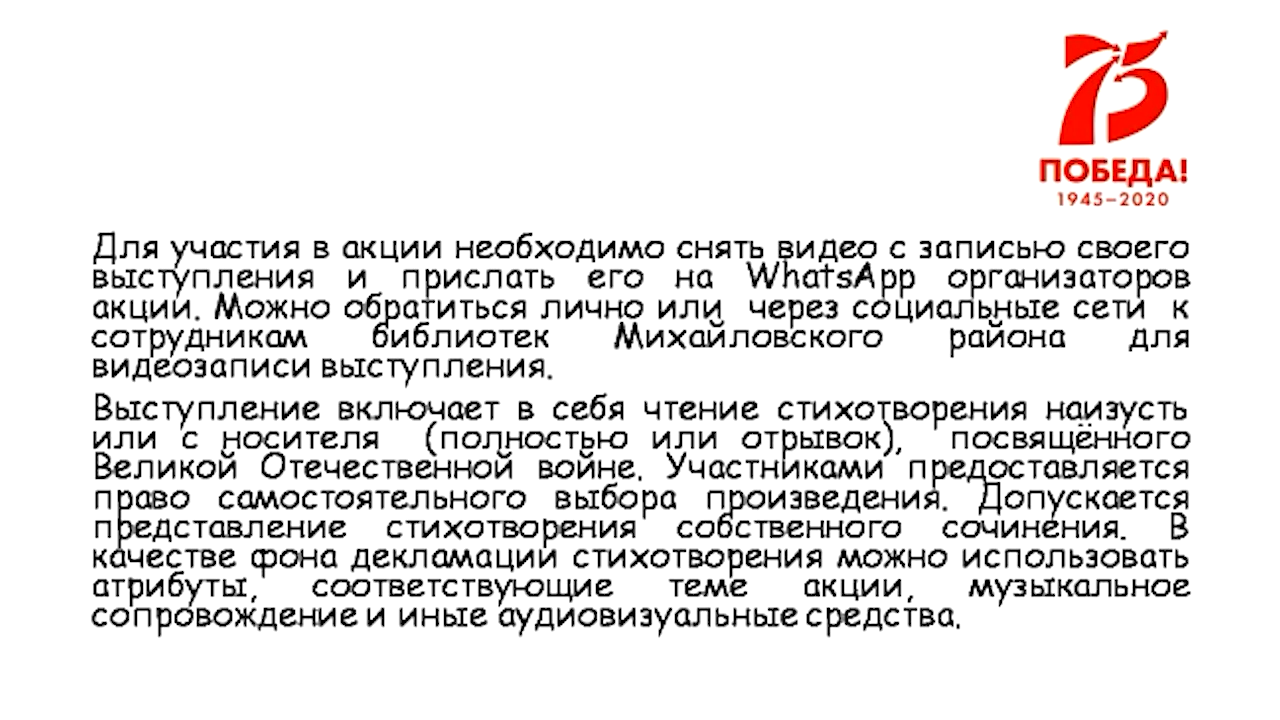 75
ПОБЕДА!
1945–2020
Для участия в акции необходимо снять видео с записью своего
выступления и прислать его на WhatsApp организаторов
акции. Можно обратиться лично или через социальные сети к
сотрудникам библиотек Михайловского района для
видеозаписи выступления.
Выступление включает в себя чтение стихотворения наизусть
или с носителя (полностью или отрывок), посвящённого
Великой Отечественной войне. Участниками предоставляется
право самостоятельного выбора произведения. Допускается
представление стихотворения собственного сочинения. В
качестве фона декламации стихотворения можно использовать
атрибуты, соответствующие теме акции, музыкальное
сопровождение и иные аудиовизуальные средства.